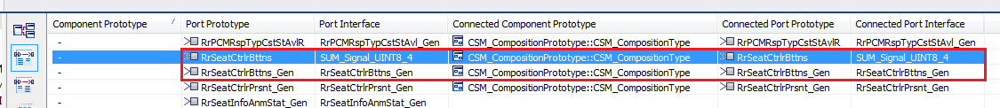 Component Prototype Port Prototype Port Interface Connected Component Prototype Connected Port Prototype Connected Port Interface
- RrPCMRspTypCstStAvlR RrPCMRspTypCstStAvl_Gen CSM_CompositionPrototype::CSM_CompositionType RrPCMRspTypCstStAvlR RrPCMRspTypCstStAvl_Gen
- RrSeatCtrlrBttns SUM_Signal_UINT8_4 CSM_CompositionPrototype::CSM_CompositionType RrSeatCtrlrBttns SUM_Signal_UINT8_4
- RrSeatCtrlrBttns_Gen RrSeatCtrlrBttns_Gen CSM_CompositionPrototype::CSM_CompositionType RrSeatCtrlrBttns_Gen RrSeatCtrlrBttns_Gen
- RrSeatCtrlrPrsnt_Gen RrSeatCtrlrPrsnt_Gen CSM_CompositionPrototype::CSM_CompositionType RrSeatCtrlrPrsnt_Gen RrSeatCtrlrPrsnt_Gen
- RrSeatInfoAnmStat_Gen RrSeatInfoAnmStat_Gen